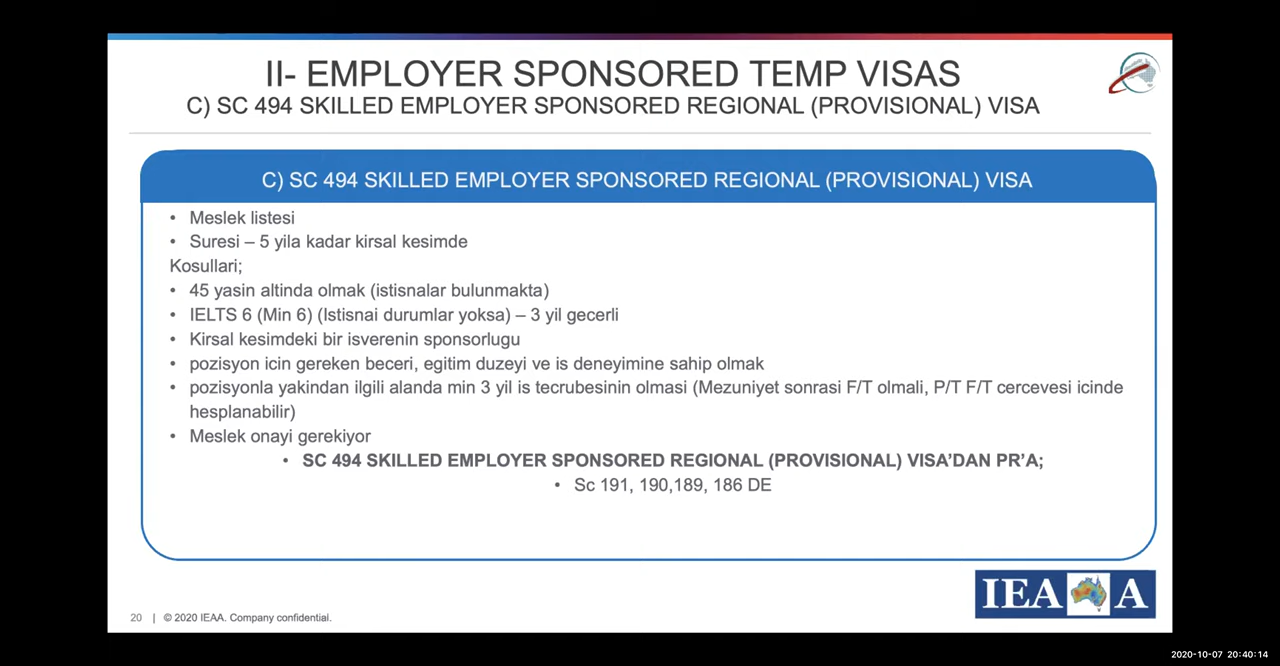 II- EMPLOYER SPONSORED TEMP VISAS
C) SC 494 SKILLED EMPLOYER SPONSORED REGIONAL (PROVISIONAL) VISA
C) SC 494 SKILLED EMPLOYER SPONSORED REGIONAL (PROVISIONAL) VISA
• Meslek listesi
• Suresi – 5 yila kadar kirsal kesimde
Kosullari;
• 45 yasin altinda olmak (istisnalar bulunmakta)
• IELTS 6 (Min 6) (Istisnai durumlar yoksa) – 3 yil gecerli
• Kirsal kesimdeki bir isverenin sponsorlugu
• pozisyon icin gereken beceri, egitim duzeyi ve is deneyimine sahip olmak
• pozisyonla yakindan ilgili alanda min 3 yil is tecrubesinin olmasi (Mezuniyet sonrasi F/T olmali, P/T F/T cercevesi icinde
hesplanabilir)
• Meslek onayi gerekiyor
• SC 494 SKILLED EMPLOYER SPONSORED REGIONAL (PROVISIONAL) VISA’DAN PR’A;
• Sc 191, 190,189, 186 DE
IEA A
20 | © 2020 IEAA. Company confidential.
2020-10-07 20:40:14